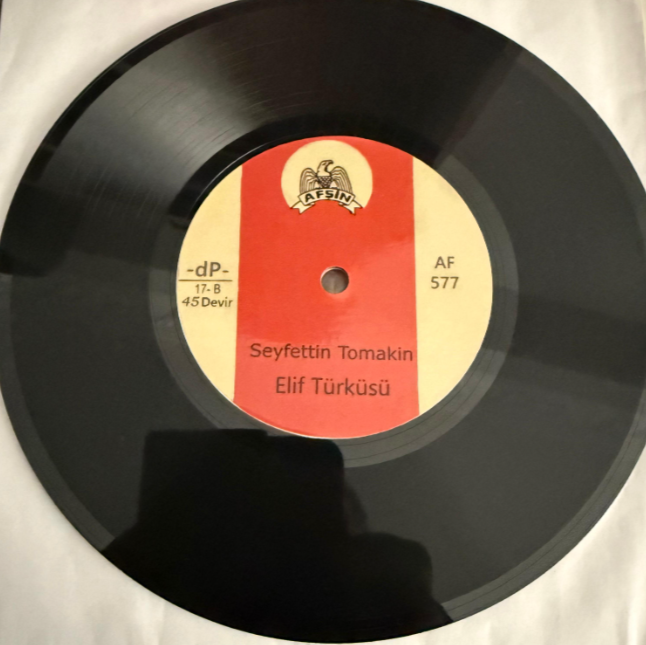 AFŞİN
-dP-
17- B
45 Devir
AF
577
Seyfettin Tomakin
Elif Türküsü